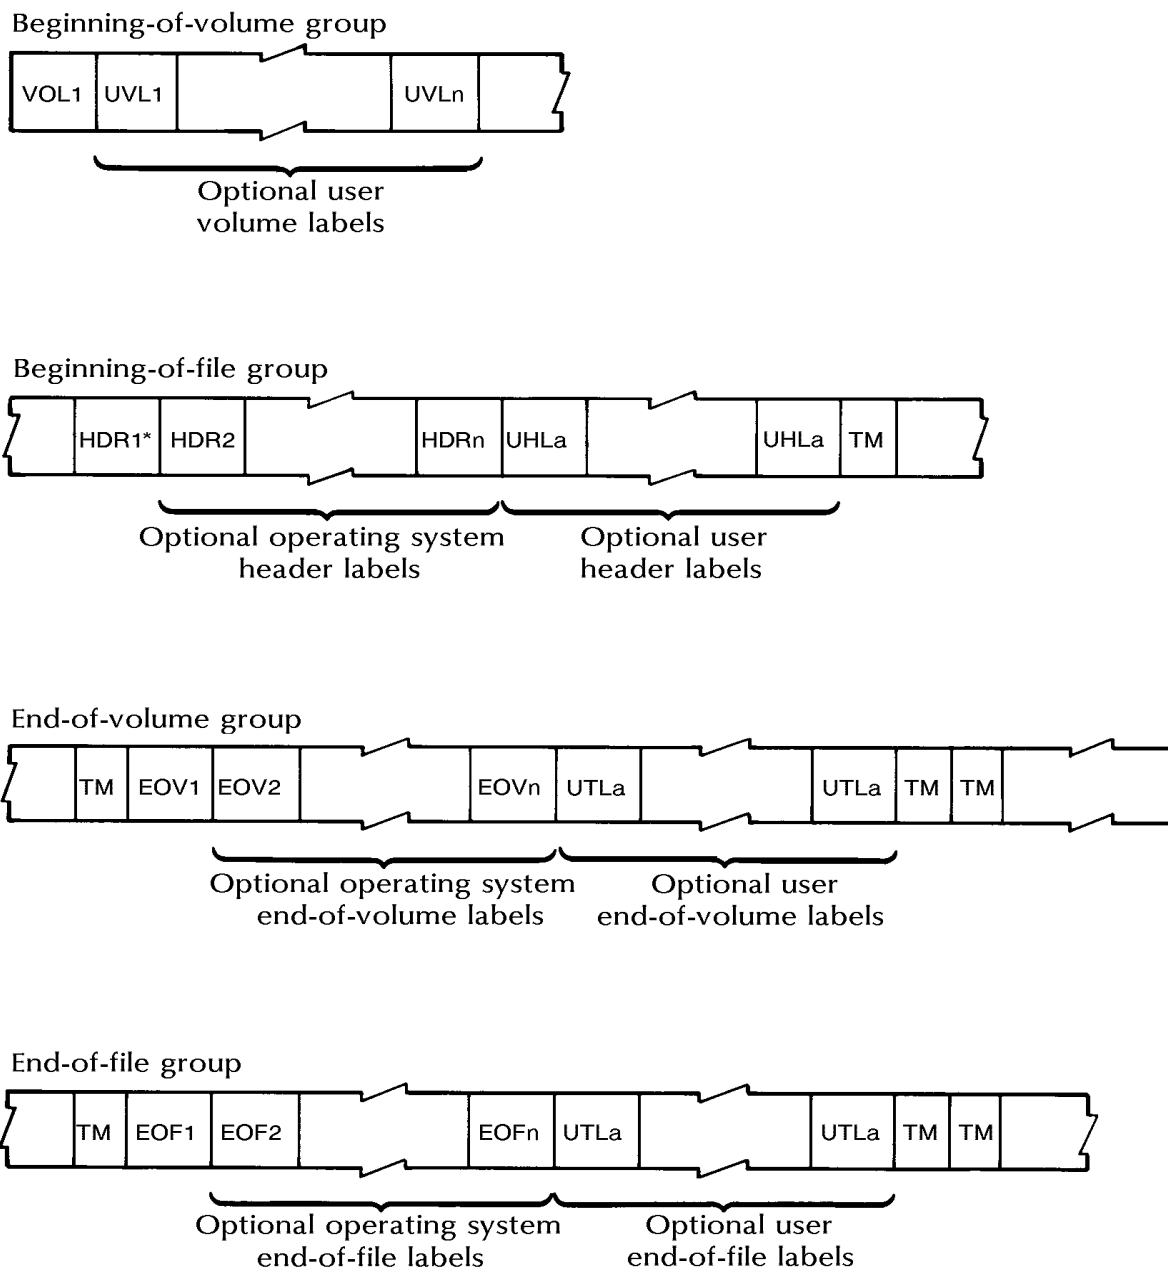 Beginning-of-volume group
VOL1 UVL1 UVLn
Optional user
volume labels
Beginning-of-file group
HDR1* HDR2 HDRn UHLa UHLa TM
Optional operating system
header labels
Optional user
header labels
End-of-volume group
TM EOV1 EOV2 EOVn UTLa UTLa TM TM
Optional operating system
end-of-volume labels
Optional user
end-of-volume labels
End-of-file group
TM EOF1 EOF2 EOFn UTLa UTLa TM TM
Optional operating system
end-of-file labels
Optional user
end-of-file labels